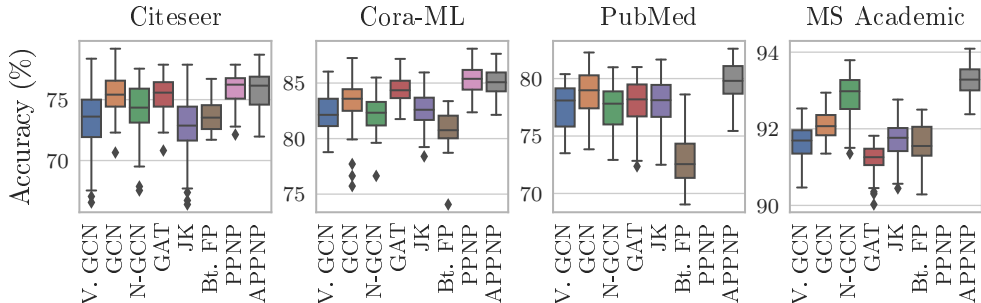 Citeseer
Cora-ML
PubMed
MS Academic
Accuracy (%)
75
70
V. GCN
GCN
N-GCN
GAT
JK
Bt. FP
PPNP
APPNP
85
80
75
V. GCN
GCN
N-GCN
GAT
JK
Bt. FP
PPNP
APPNP
80
75
70
V. GCN
GCN
N-GCN
GAT
JK
Bt. FP
PPNP
APPNP
94
92
90
V. GCN
GCN
N-GCN
GAT
JK
Bt. FP
PPNP
APPNP